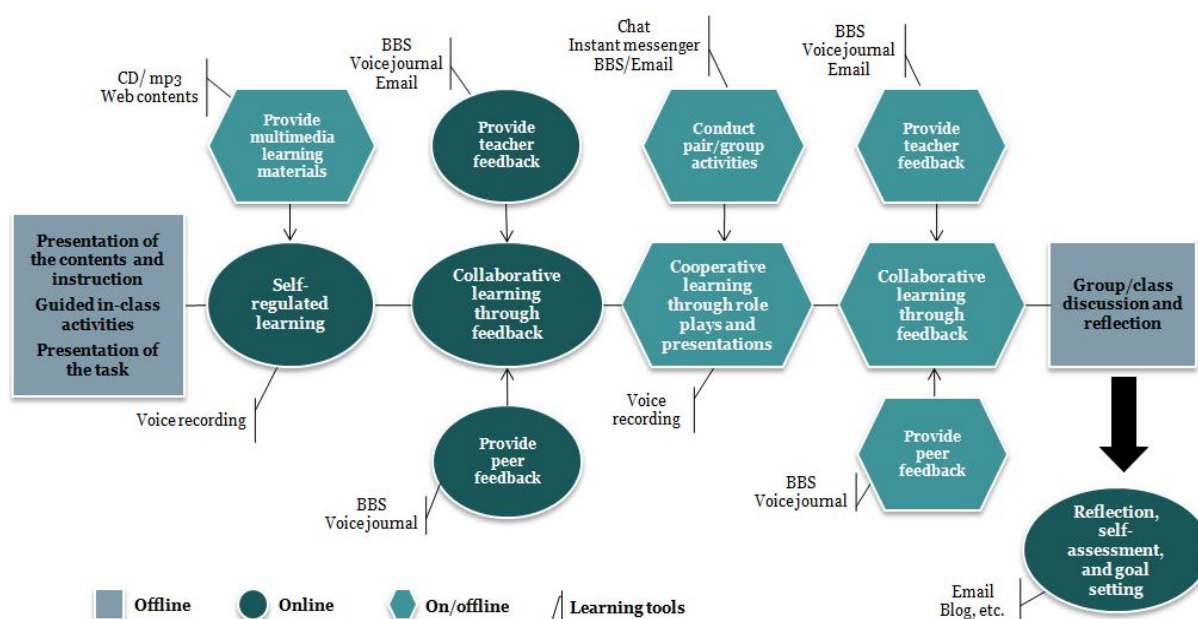 Chat
Instant messenger
BBS/Email
BBS
Voice journal
Email
BBS
Voice journal
Email
CD/ mp3
Web contents
Provide
multimedia
learning
materials
Provide
teacher
feedback
Conduct
pair/group
activities
Provide
teacher
feedback
Presentation of
the contents and
instruction
Guided in-class
activities
Presentation of
the task
Self-
regulated
learning
Collaborative
learning
through
feedback
Cooperative
learning
through role
plays and
presentations
Collaborative
learning
through
feedback
Group/class
discussion and
reflection
Voice recording
Voice
recording
Provide
peer
feedback
Provide
peer
feedback
BBS
Voice journal
BBS
Voice journal
Reflection,
self-
assessment,
and goal
setting
Email
Blog, etc.
Offline
Online
On/offline
Learning tools